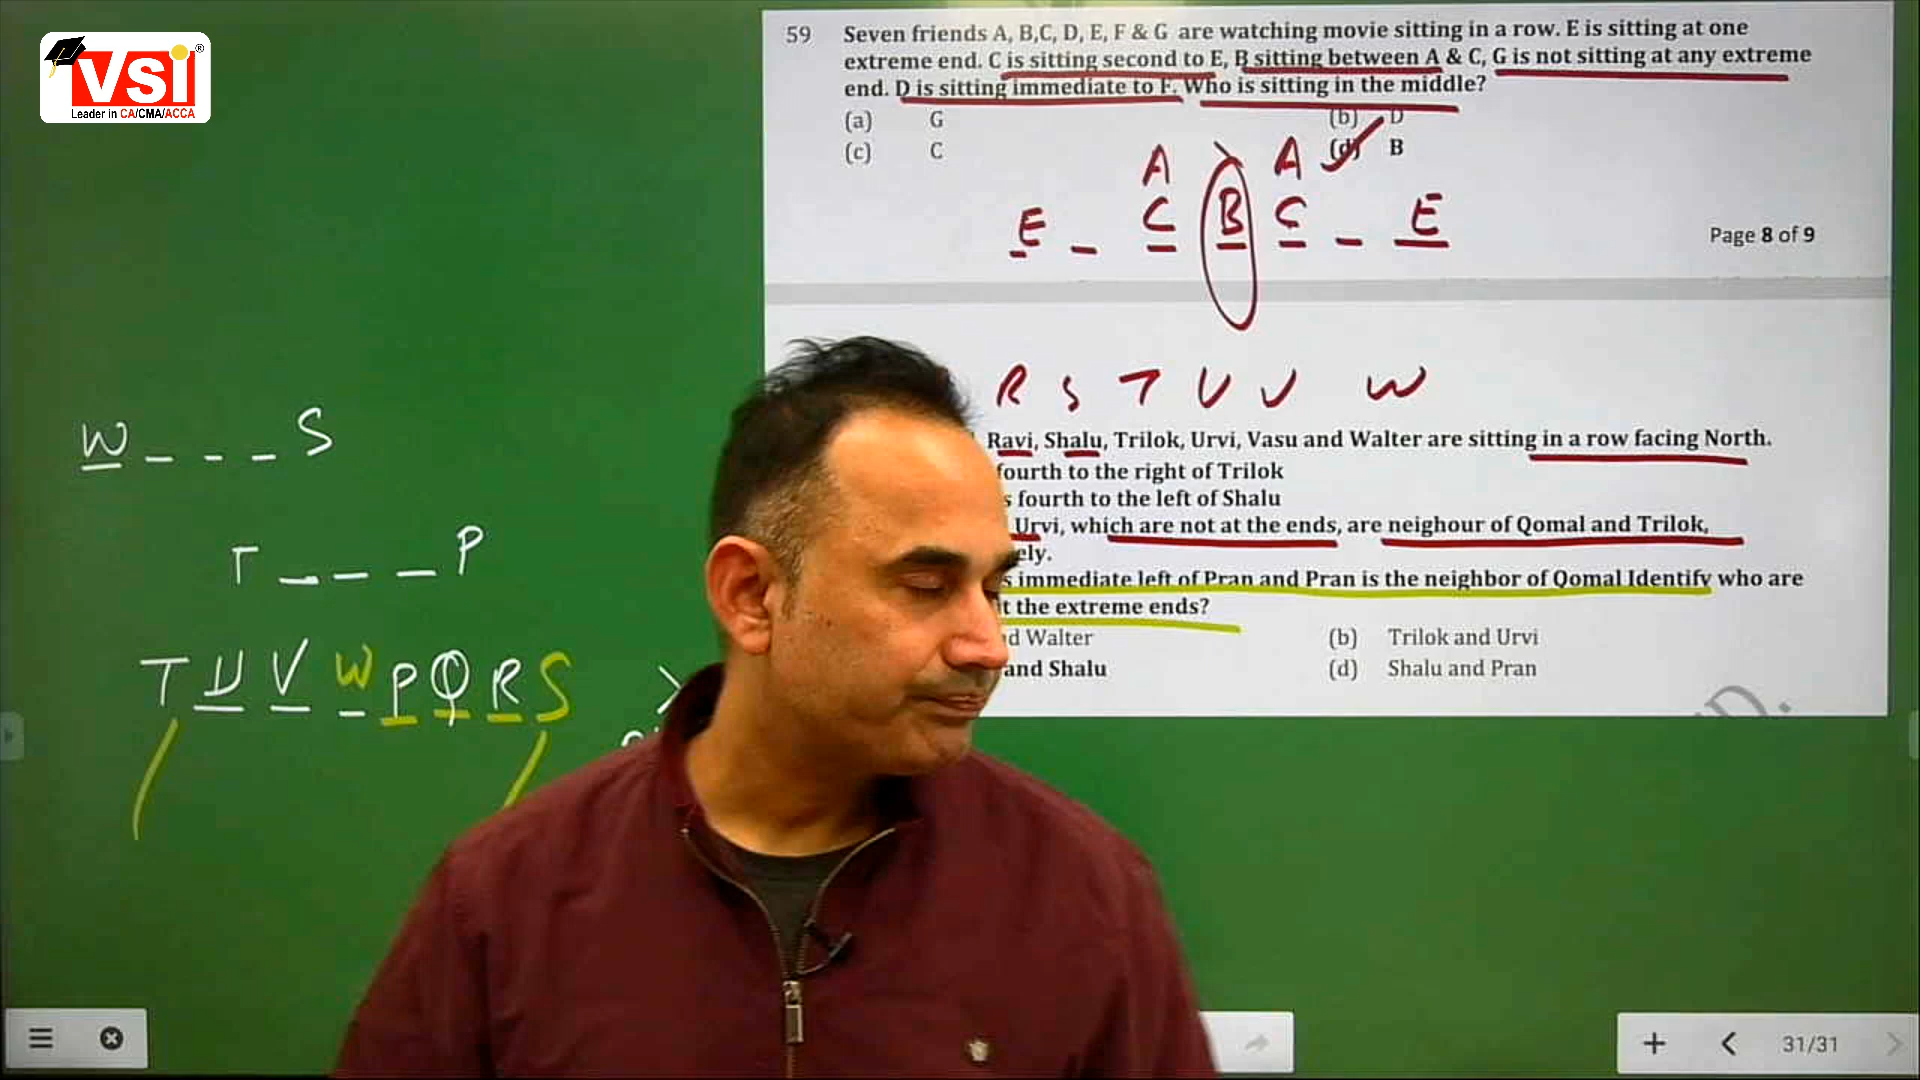 VSI®
Leader in CA/CMA/ACCA
59 Seven friends A, B,C, D, E, F & G are watching movie sitting in a row. E is sitting at one
extreme end. C is sitting second to E, B sitting between A & C, G is not sitting at any extreme
end. D is sitting immediate to F. Who is sitting in the middle?
(a) G (b) D
(c) C (d) B
A A
E _ C B C _ E
Page 8 of 9
R S T U V W
Ravi, Shalu, Trilok, Urvi, Vasu and Walter are sitting in a row facing North.
fourth to the right of Trilok
s fourth to the left of Shalu
Urvi, which are not at the ends, are neighour of Qomal and Trilok,
ely.
s immediate left of Pran and Pran is the neighbor of Qomal Identify who are
t the extreme ends?
d Walter (b) Trilok and Urvi
and Shalu (d) Shalu and Pran
W _ _ _ S
T _ _ _ P
T U V W P Q R S
31/31